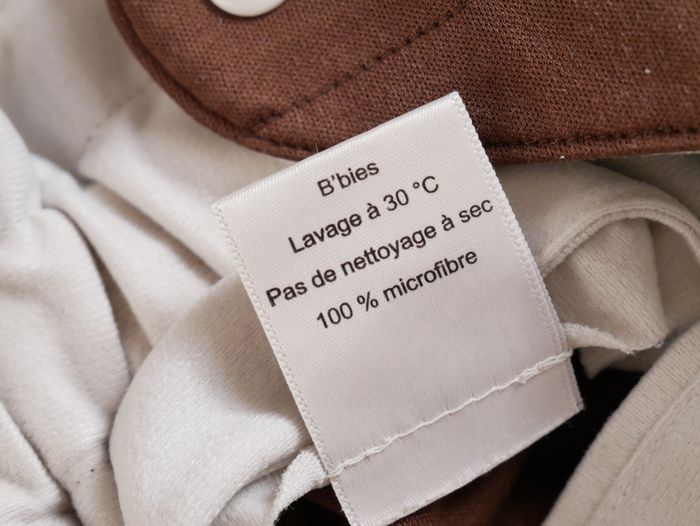 B'bies
Lavage à 30 °C
Pas de nettoyage à sec
100 % microfibre